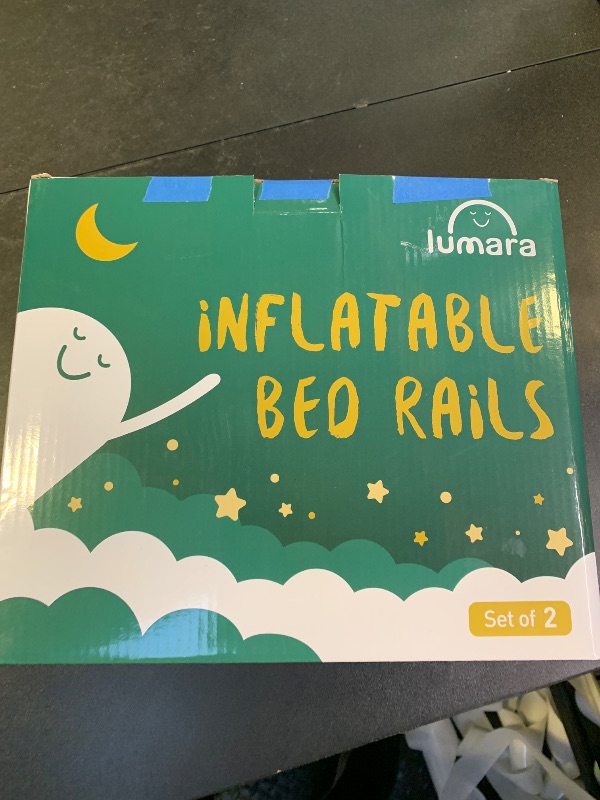 lumara
iNFLATABLE
BED RAiLS
Set of 2